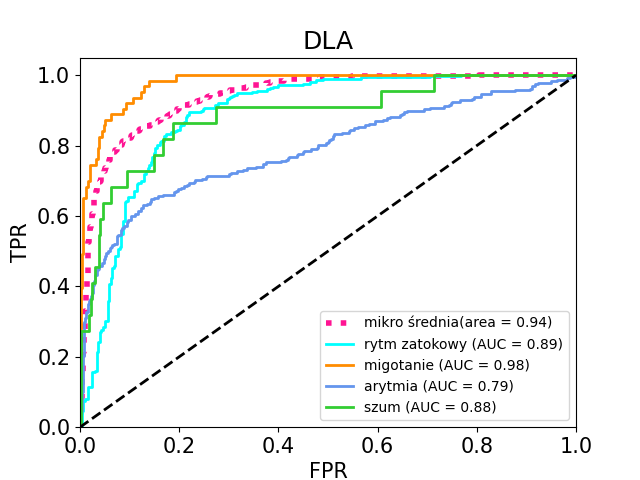 DLA
1.0
0.8
0.6
0.4
0.2
0.0
TPR
0.0 0.2 0.4 0.6 0.8 1.0
FPR
mikro średnia(area = 0.94)
rytm zatokowy (AUC = 0.89)
migotanie (AUC = 0.98)
arytmia (AUC = 0.79)
szum (AUC = 0.88)